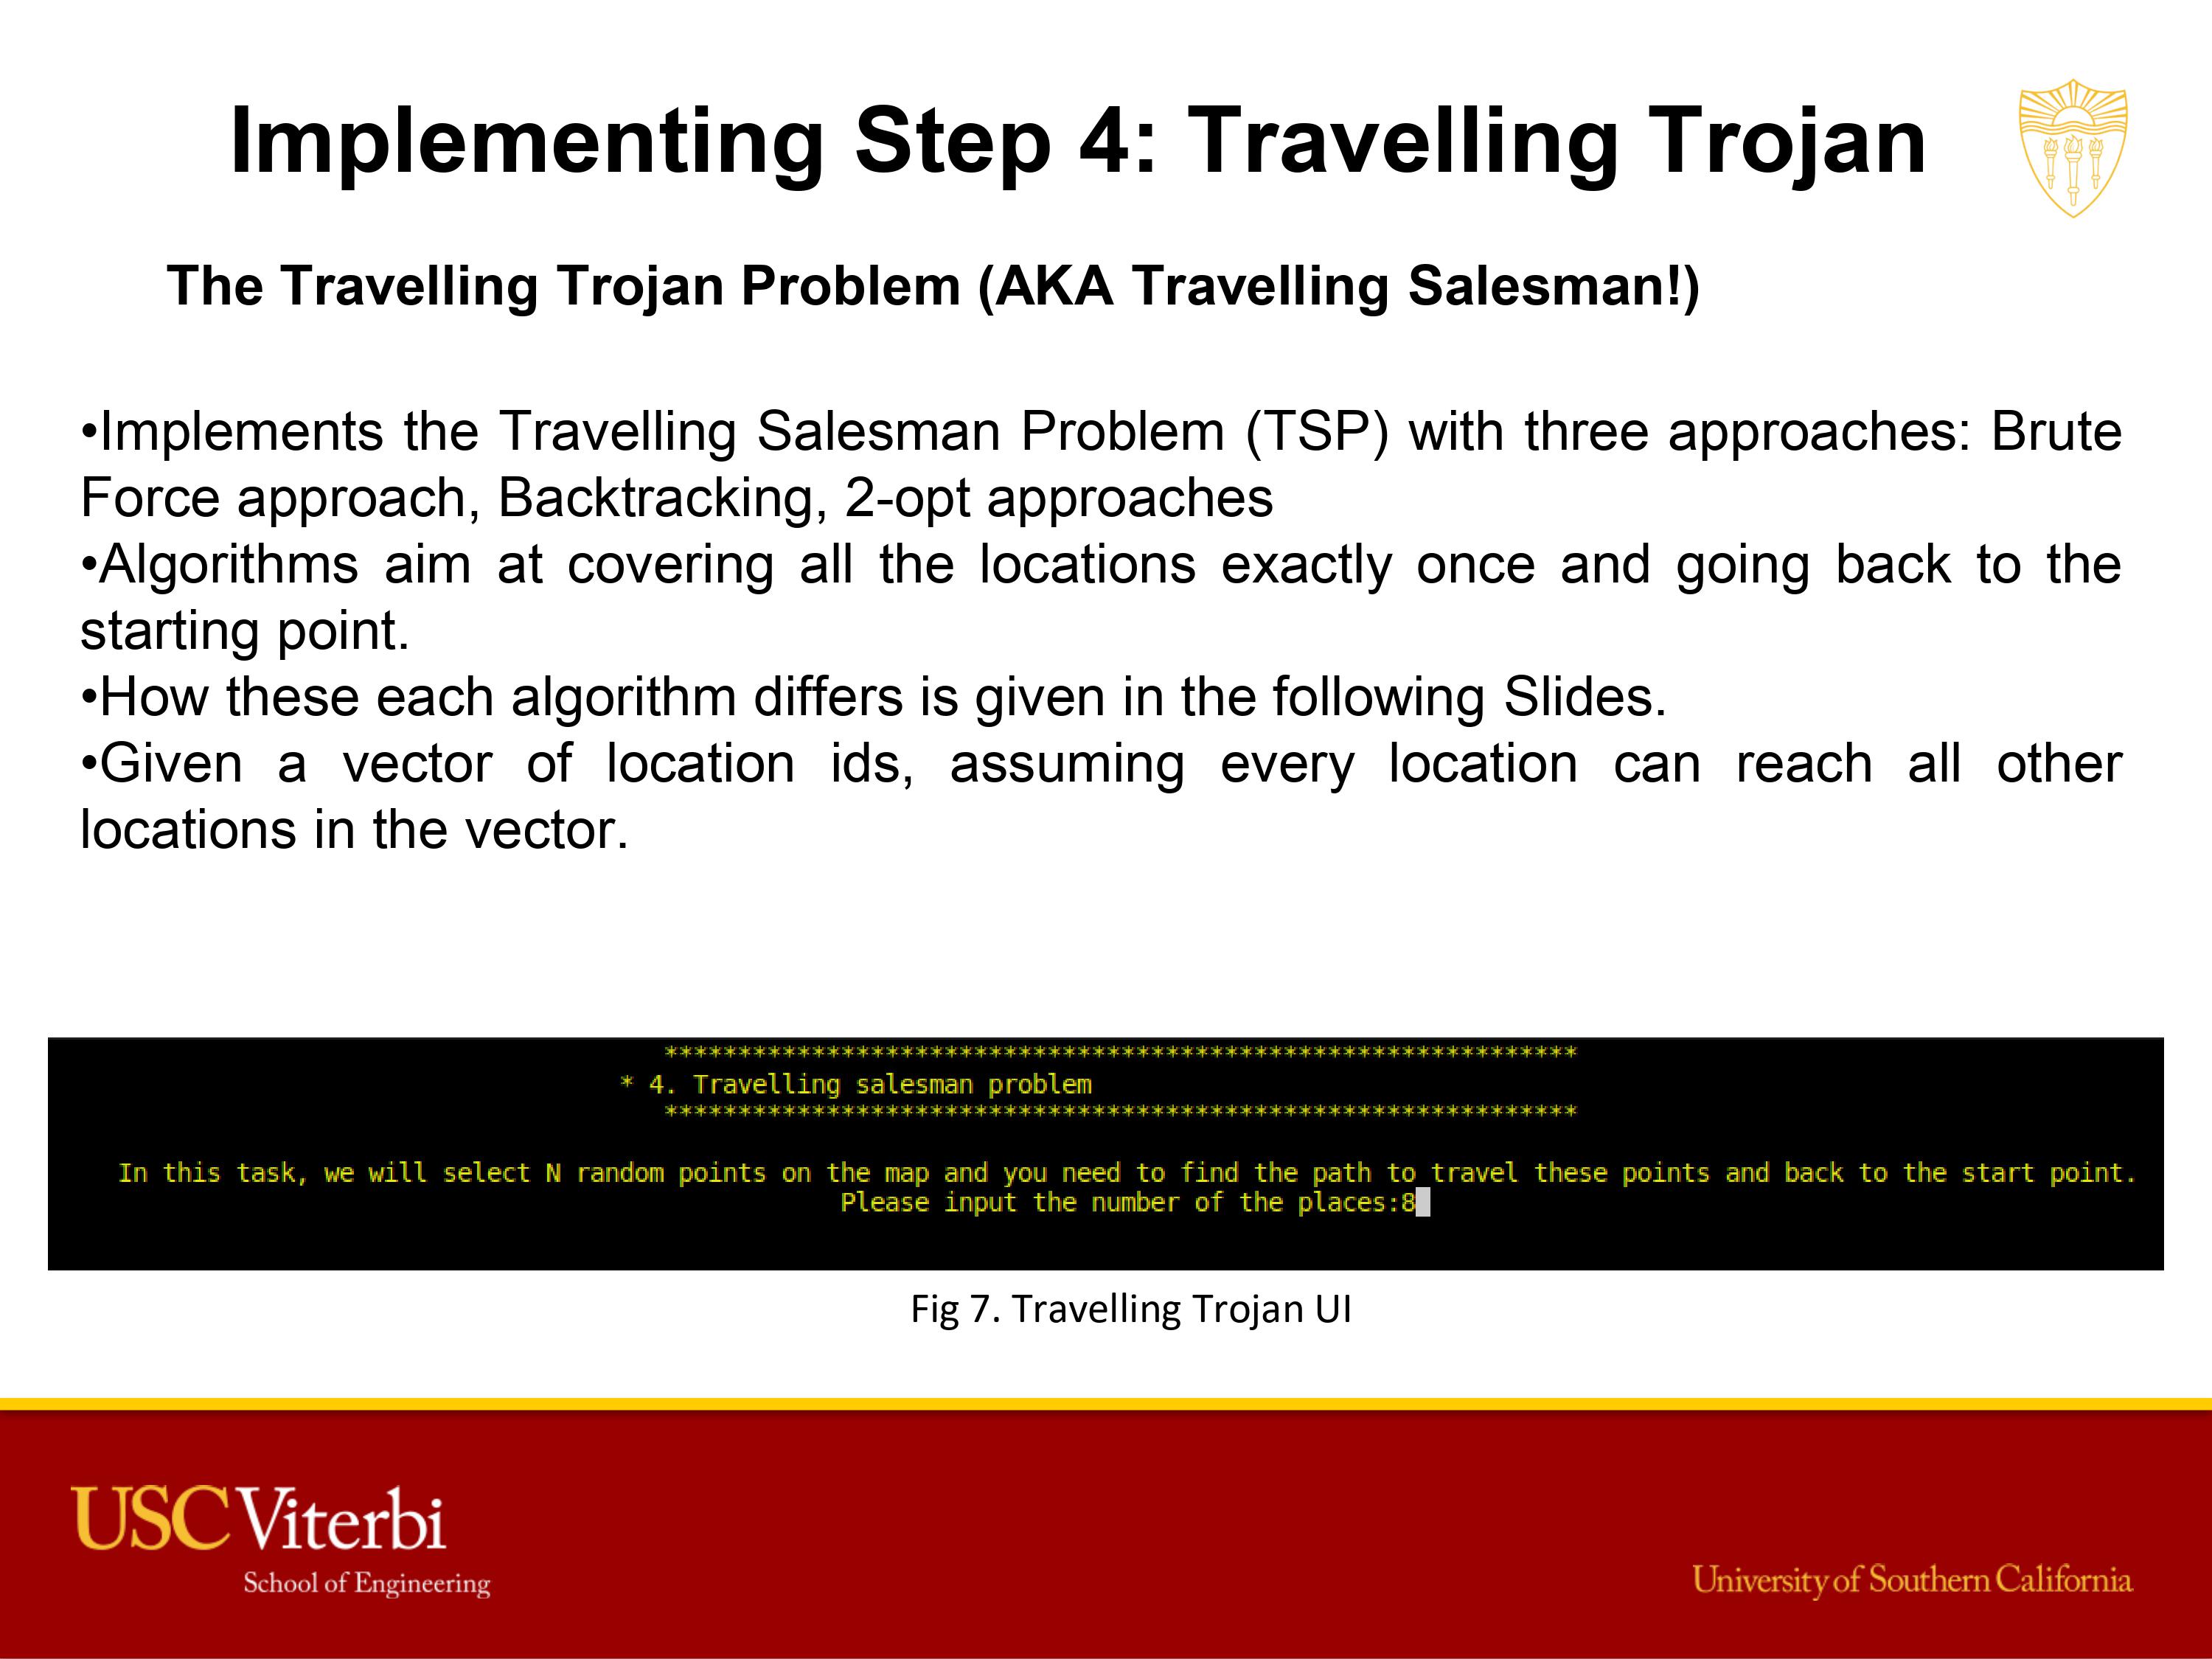 Implementing Step 4: Travelling Trojan
The Travelling Trojan Problem (AKA Travelling Salesman!)
•Implements the Travelling Salesman Problem (TSP) with three approaches: Brute
Force approach, Backtracking, 2-opt approaches
•Algorithms aim at covering all the locations exactly once and going back to the
starting point.
•How these each algorithm differs is given in the following Slides.
•Given a vector of location ids, assuming every location can reach all other
locations in the vector.
**************************************************************
* 4. Travelling salesman problem
**************************************************************
In this task, we will select N random points on the map and you need to find the path to travel these points and back to the start point.
Please input the number of the places:8
Fig 7. Travelling Trojan UI
USC Viterbi
School of Engineering
University of Southern California